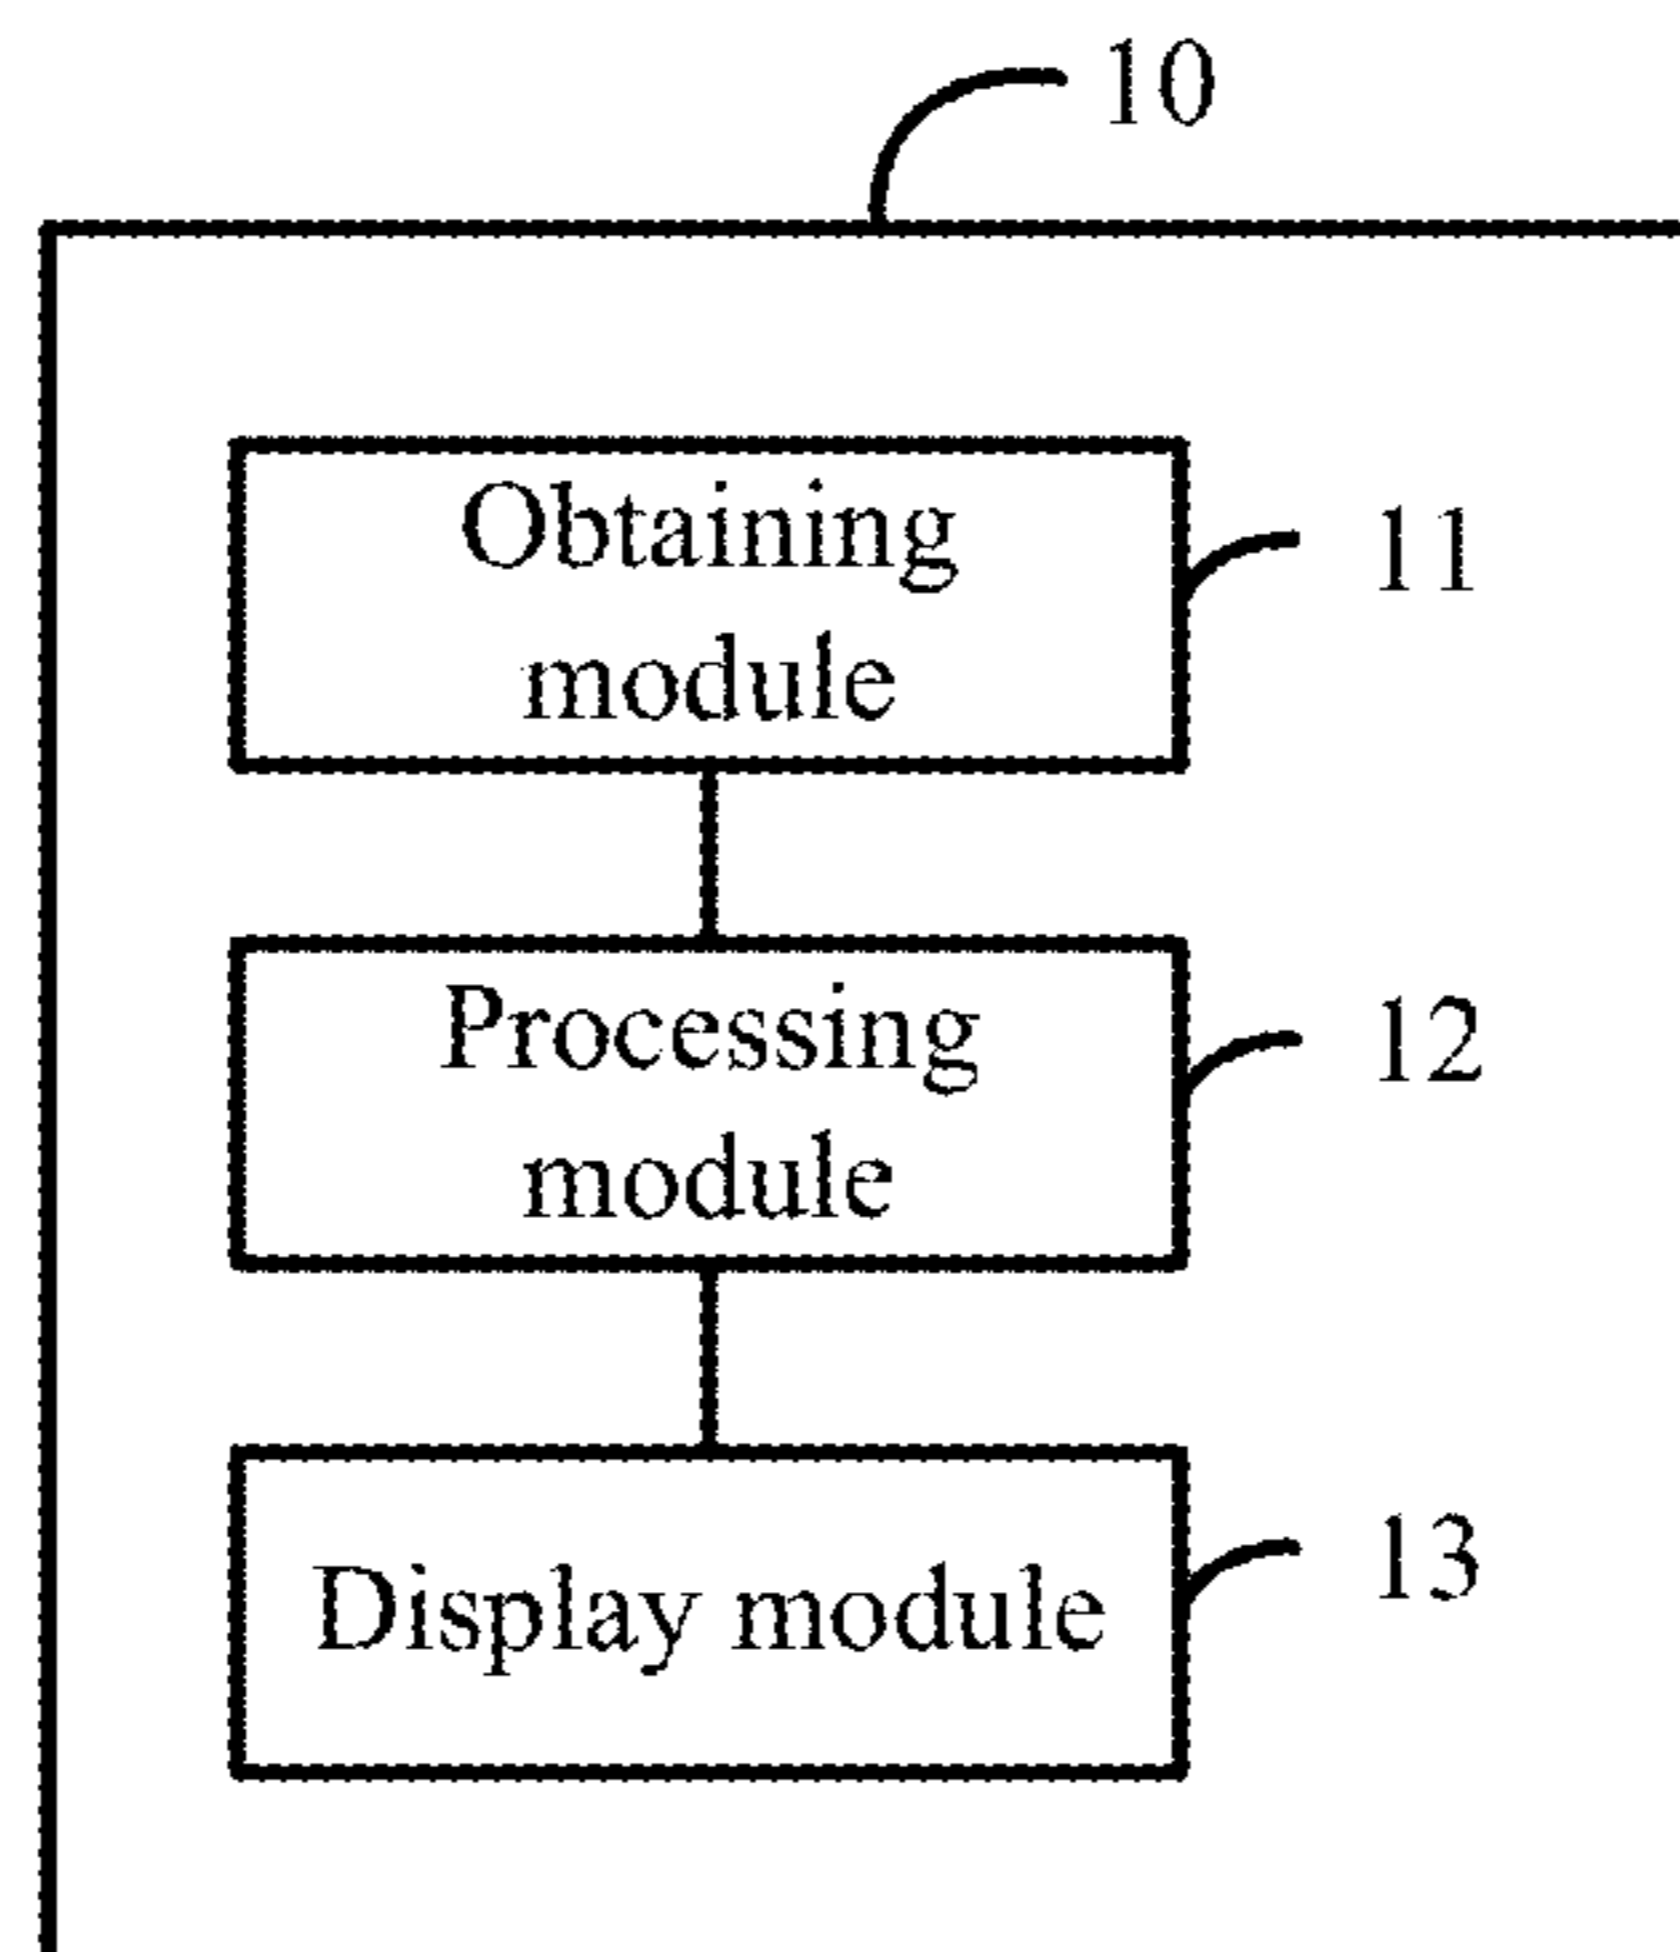 10
Obtaining
module
11
Processing
module
12
Display module
13